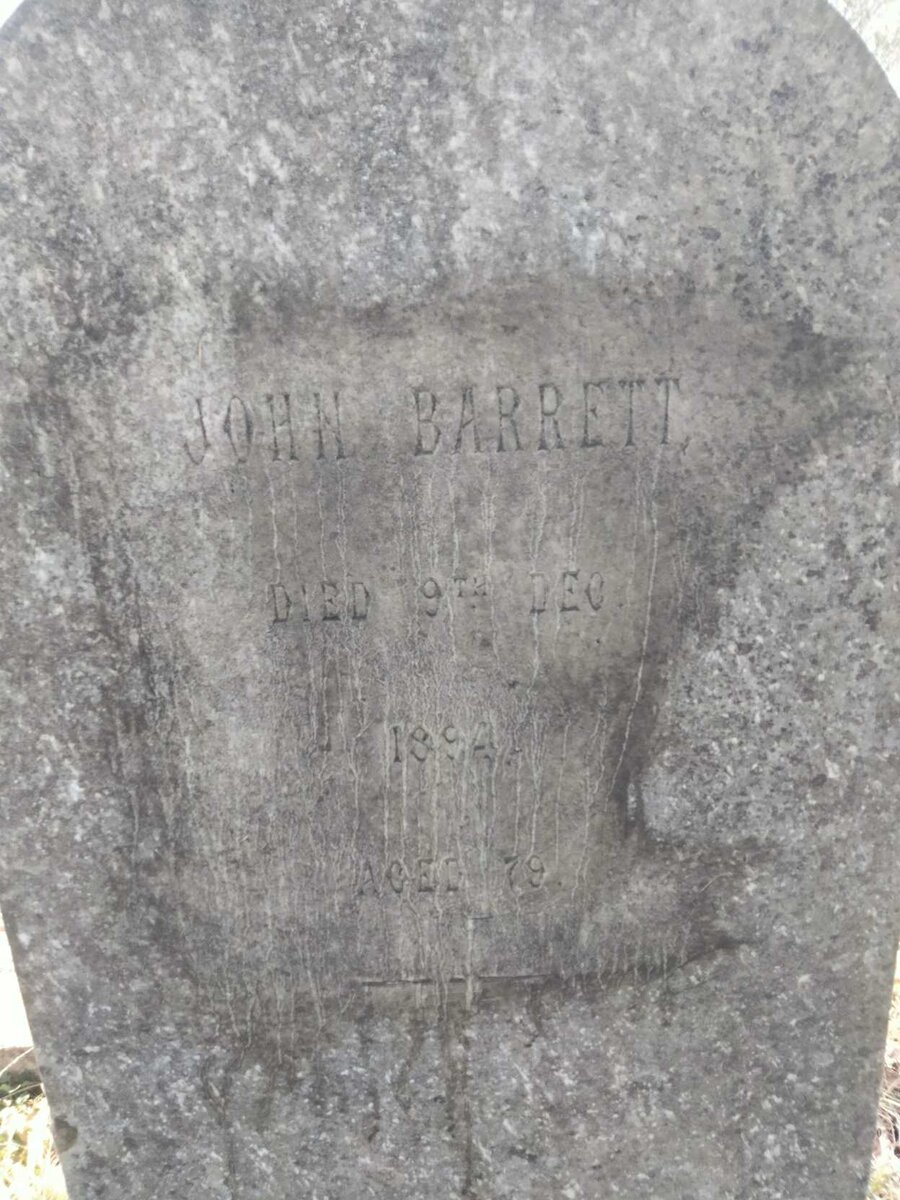 JOHN BARRETT,
DIED 9TH DEC.
1894.
AGED 79.